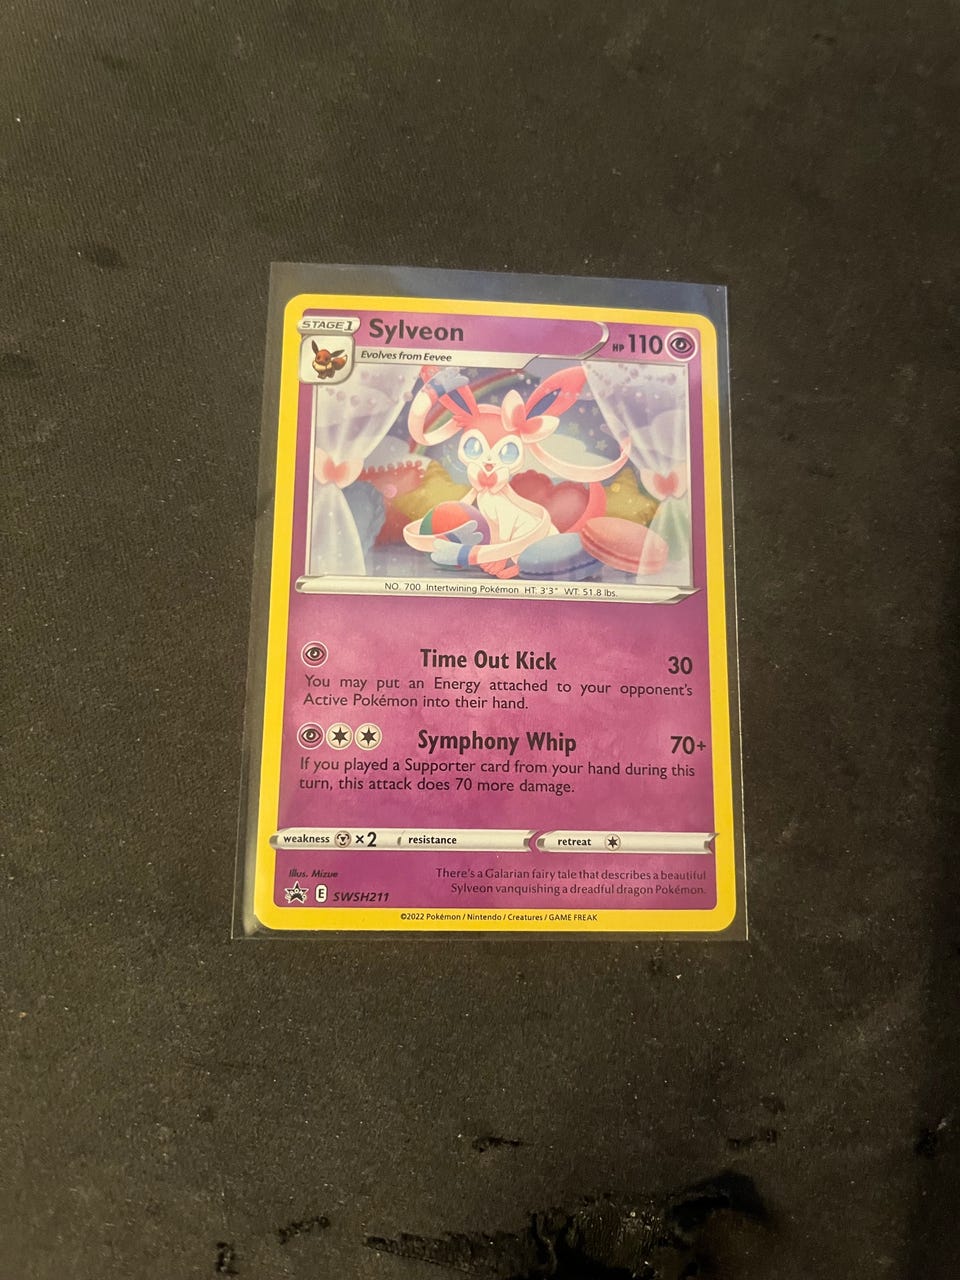 STAGE 1 Sylveon HP 110
Evolves from Eevee
NO. 700 Intertwining Pokémon HT: 3'3" WT: 51.8 lbs.
Time Out Kick 30
You may put an Energy attached to your opponent's
Active Pokémon into their hand.
Symphony Whip 70+
If you played a Supporter card from your hand during this
turn, this attack does 70 more damage.
weakness ×2 resistance retreat
Illus. Mizue
There's a Galarian fairy tale that describes a beautiful
Sylveon vanquishing a dreadful dragon Pokémon.
E SWSH211
©2022 Pokémon / Nintendo / Creatures / GAME FREAK